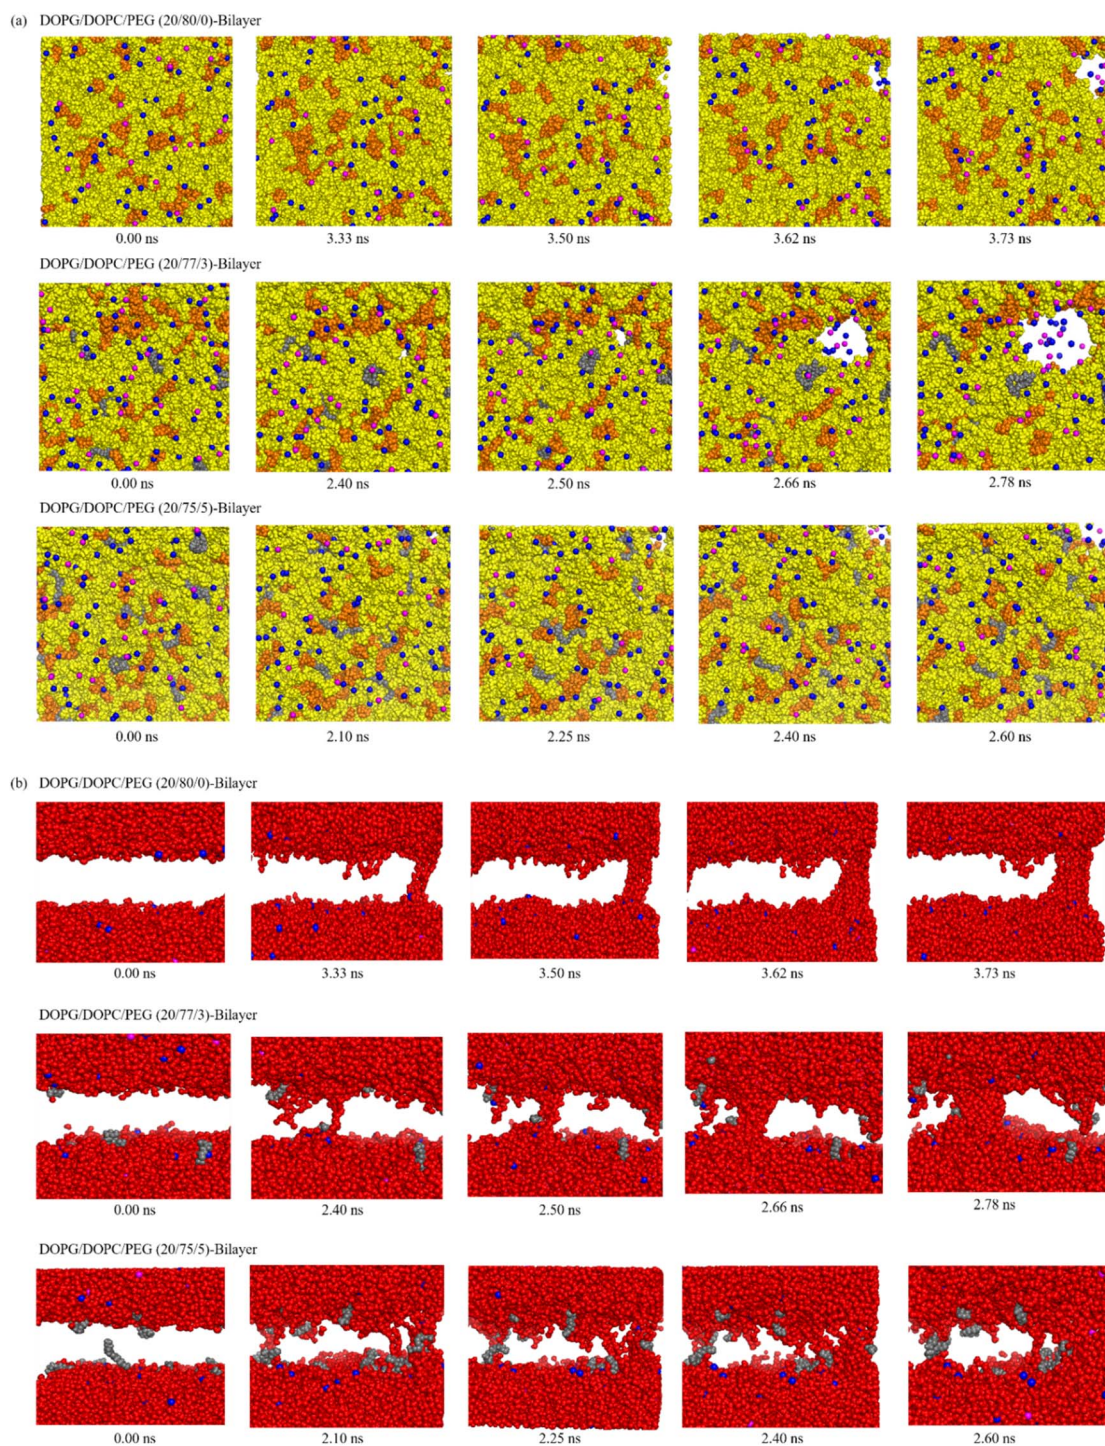 (a) DOPG/DOPC/PEG (20/80/0)-Bilayer
0.00 ns 3.33 ns 3.50 ns 3.62 ns 3.73 ns
DOPG/DOPC/PEG (20/77/3)-Bilayer
0.00 ns 2.40 ns 2.50 ns 2.66 ns 2.78 ns
DOPG/DOPC/PEG (20/75/5)-Bilayer
0.00 ns 2.10 ns 2.25 ns 2.40 ns 2.60 ns
(b) DOPG/DOPC/PEG (20/80/0)-Bilayer
0.00 ns 3.33 ns 3.50 ns 3.62 ns 3.73 ns
DOPG/DOPC/PEG (20/77/3)-Bilayer
0.00 ns 2.40 ns 2.50 ns 2.66 ns 2.78 ns
DOPG/DOPC/PEG (20/75/5)-Bilayer
0.00 ns 2.10 ns 2.25 ns 2.40 ns 2.60 ns